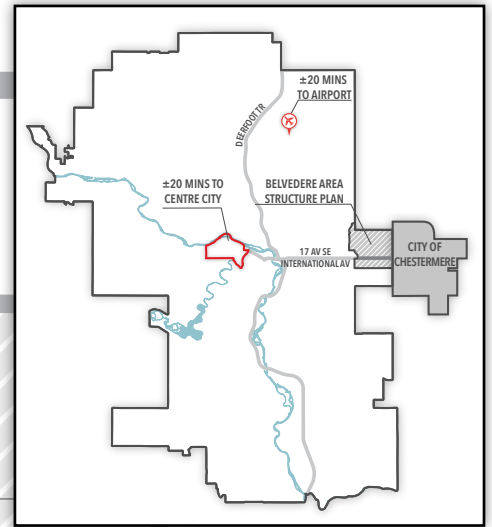 ±20 MINS
TO AIRPORT
DEERFOOT TR
±20 MINS TO
CENTRE CITY
BELVEDERE AREA
STRUCTURE PLAN
CITY OF
CHESTERMERE
17 AV SE
INTERNATIONAL AV